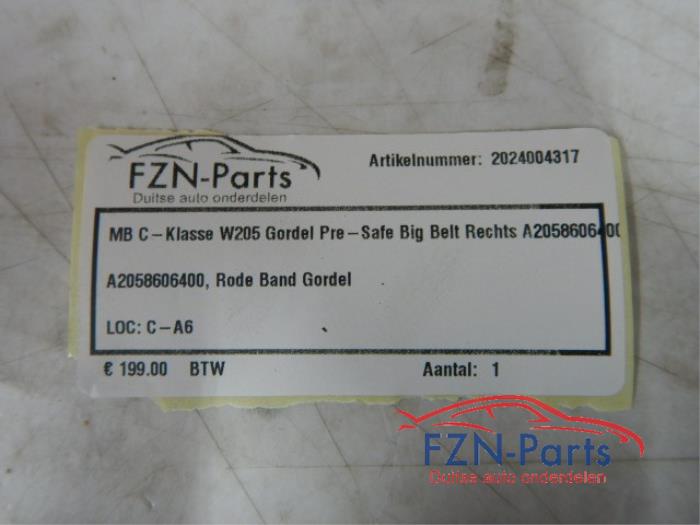 FZN-Parts
Duitse auto onderdelen
Artikelnummer: 2024004317
MB C-Klasse W205 Gordel Pre-Safe Big Belt Rechts A2058606400
A2058606400, Rode Band Gordel
LOC: C-A6
€ 199.00 BTW
Aantal: 1
FZN-Parts
Duitse auto onderdelen